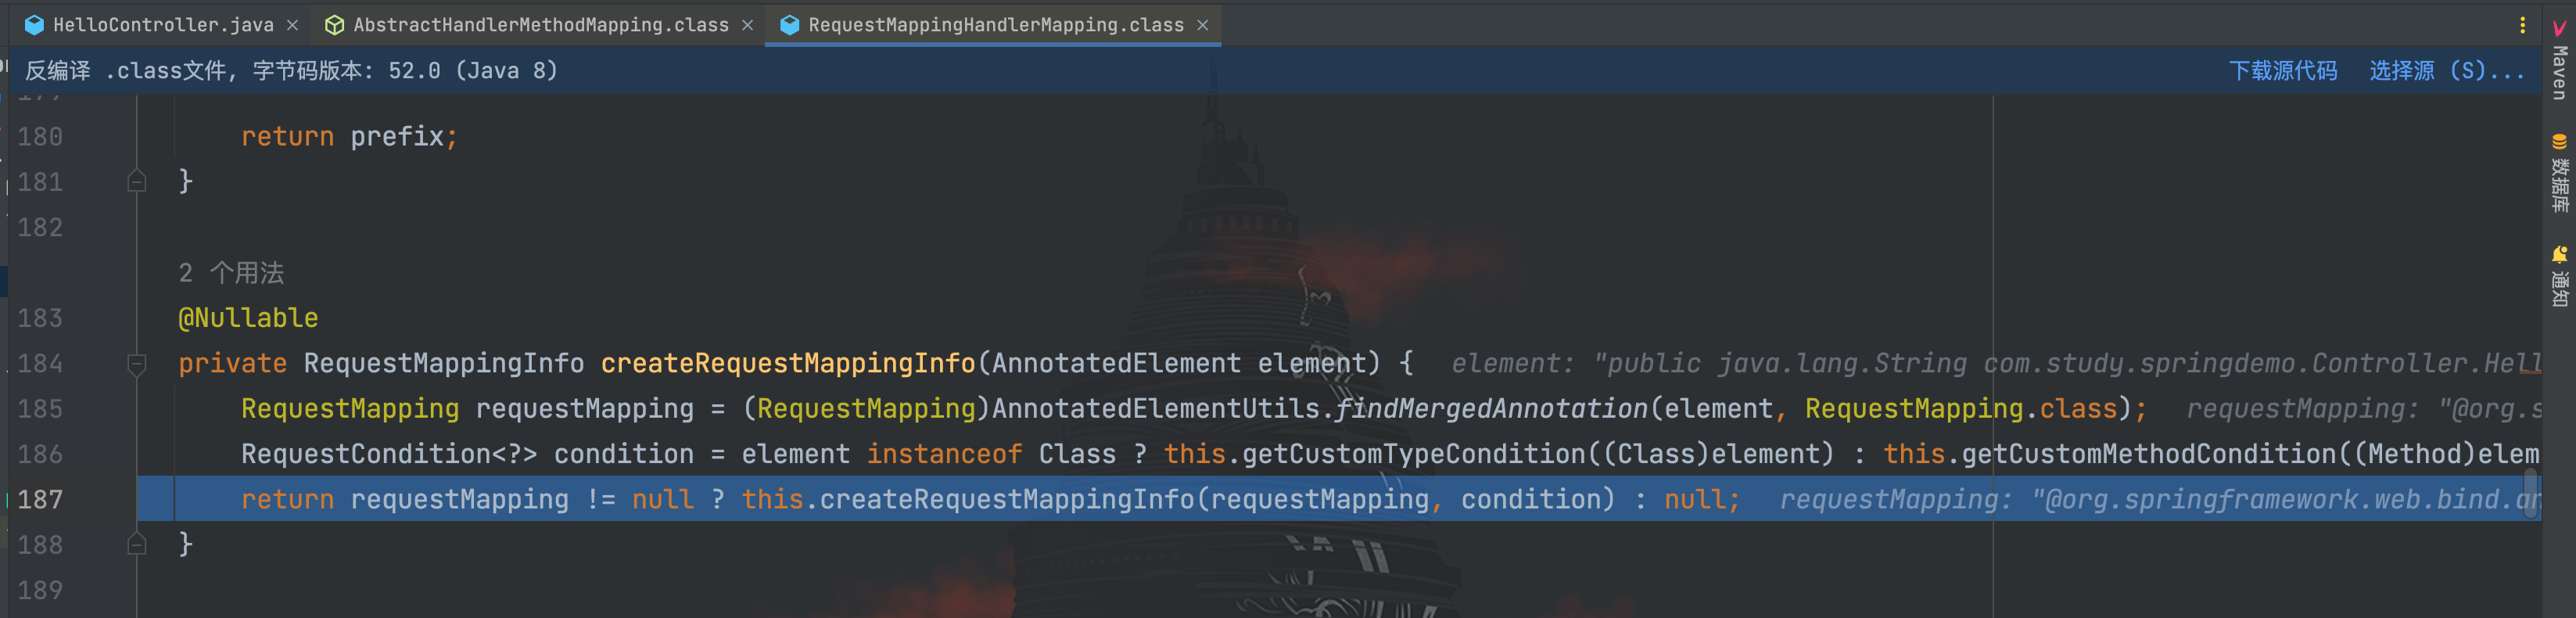 HelloController.java
AbstractHandlerMethodMapping.class
RequestMappingHandlerMapping.class
反编译 .class文件, 字节码版本: 52.0 (Java 8)
下载源代码 选择源 (S)...
180 return prefix;
181 }
182
2 个用法
183 @Nullable
184 private RequestMappingInfo createRequestMappingInfo(AnnotatedElement element) { element: "public java.lang.String com.study.springdemo.Controller.Hell
185 RequestMapping requestMapping = (RequestMapping)AnnotatedElementUtils.findMergedAnnotation(element, RequestMapping.class); requestMapping: "@org.s
186 RequestCondition<?> condition = element instanceof Class ? this.getCustomTypeCondition((Class)element) : this.getCustomMethodCondition((Method)elem
187 return requestMapping != null ? this.createRequestMappingInfo(requestMapping, condition) : null; requestMapping: "@org.springframework.web.bind.an
188 }
189
Maven
数据库
通知